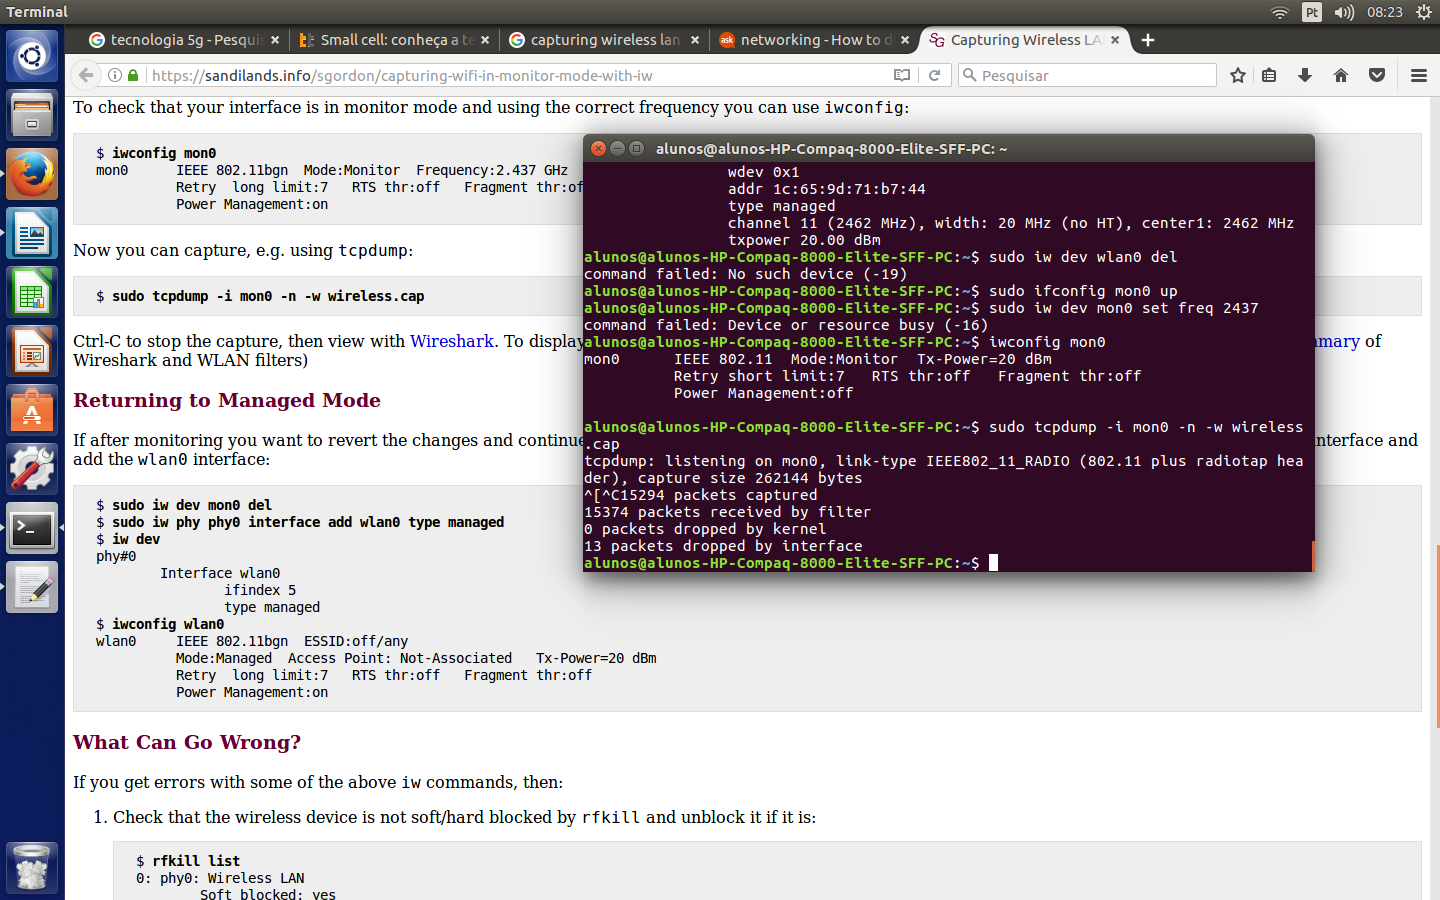 Terminal
Pt
08:23
tecnologia 5g - Pesqui
Small cell: conheça a te
capturing wireless lan
ask
networking - How to d
SG
Capturing Wireless LA
https://sandilands.info/sgordon/capturing-wifi-in-monitor-mode-with-iw
Pesquisar
To check that your interface is in monitor mode and using the correct frequency you can use iwconfig:
$ iwconfig mon0
mon0 IEEE 802.11bgn Mode:Monitor Frequency:2.437 GHz
Retry long limit:7 RTS thr:off Fragment thr:of
Power Management:on
Now you can capture, e.g. using tcpdump:
$ sudo tcpdump -i mon0 -n -w wireless.cap
Ctrl-C to stop the capture, then view with Wireshark. To display
mmary of
Wireshark and WLAN filters)
Returning to Managed Mode
If after monitoring you want to revert the changes and continue
nterface and
add the wlan0 interface:
$ sudo iw dev mon0 del
$ sudo iw phy phy0 interface add wlan0 type managed
$ iw dev
phy#0
Interface wlan0
ifindex 5
type managed
$ iwconfig wlan0
wlan0 IEEE 802.11bgn ESSID:off/any
Mode:Managed Access Point: Not-Associated Tx-Power=20 dBm
Retry long limit:7 RTS thr:off Fragment thr:off
Power Management:on
What Can Go Wrong?
If you get errors with some of the above iw commands, then:
1. Check that the wireless device is not soft/hard blocked by rfkill and unblock it if it is:
$ rfkill list
0: phy0: Wireless LAN
Soft blocked: yes
alunos@alunos-HP-Compaq-8000-Elite-SFF-PC: ~
wdev 0x1
addr 1c:65:9d:71:b7:44
type managed
channel 11 (2462 MHz), width: 20 MHz (no HT), center1: 2462 MHz
txpower 20.00 dBm
alunos@alunos-HP-Compaq-8000-Elite-SFF-PC:~$ sudo iw dev wlan0 del
command failed: No such device (-19)
alunos@alunos-HP-Compaq-8000-Elite-SFF-PC:~$ sudo ifconfig mon0 up
alunos@alunos-HP-Compaq-8000-Elite-SFF-PC:~$ sudo iw dev mon0 set freq 2437
command failed: Device or resource busy (-16)
alunos@alunos-HP-Compaq-8000-Elite-SFF-PC:~$ iwconfig mon0
mon0 IEEE 802.11 Mode:Monitor Tx-Power=20 dBm
Retry short limit:7 RTS thr:off Fragment thr:off
Power Management:off
alunos@alunos-HP-Compaq-8000-Elite-SFF-PC:~$ sudo tcpdump -i mon0 -n -w wireless
.cap
tcpdump: listening on mon0, link-type IEEE802_11_RADIO (802.11 plus radiotap hea
der), capture size 262144 bytes
^[^C15294 packets captured
15374 packets received by filter
0 packets dropped by kernel
13 packets dropped by interface
alunos@alunos-HP-Compaq-8000-Elite-SFF-PC:~$